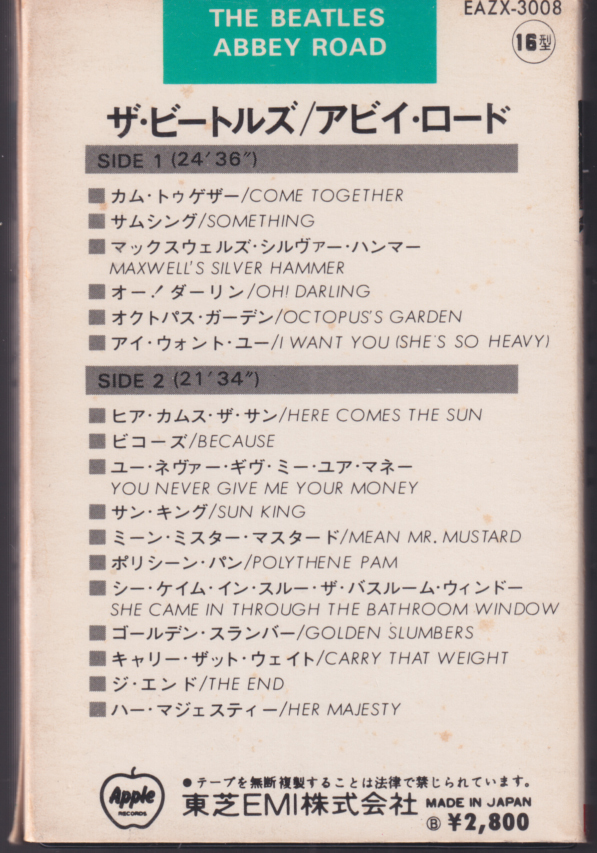 EAZX-3008
THE BEATLES
ABBEY ROAD
16型
ザ・ビートルズ/アビイ・ロード
SIDE 1 (24′36″)
カム・トゥゲザー/COME TOGETHER
サムシング/SOMETHING
マックスウェルズ・シルヴァー・ハンマー
MAXWELL'S SILVER HAMMER
オー！ダーリン/OH! DARLING
オクトパス・ガーデン/OCTOPUS'S GARDEN
アイ・ウォント・ユー/I WANT YOU (SHE'S SO HEAVY)
SIDE 2 (21′34″)
ヒア・カムス・ザ・サン/HERE COMES THE SUN
ビコーズ/BECAUSE
ユー・ネヴァー・ギヴ・ミー・ユア・マネー
YOU NEVER GIVE ME YOUR MONEY
サン・キング/SUN KING
ミーン・ミスター・マスタード/MEAN MR. MUSTARD
ポリシーン・パン/POLYTHENE PAM
シー・ケイム・イン・スルー・ザ・バスルーム・ウィンドー
SHE CAME IN THROUGH THE BATHROOM WINDOW
ゴールデン・スランバー/GOLDEN SLUMBERS
キャリー・ザット・ウェイト/CARRY THAT WEIGHT
ジ・エンド/THE END
ハー・マジェスティー/HER MAJESTY
●テープを無断複製することは法律で禁じられています。
Apple
RECORDS
東芝EMI株式会社 MADE IN JAPAN
Ⓑ ¥2,800